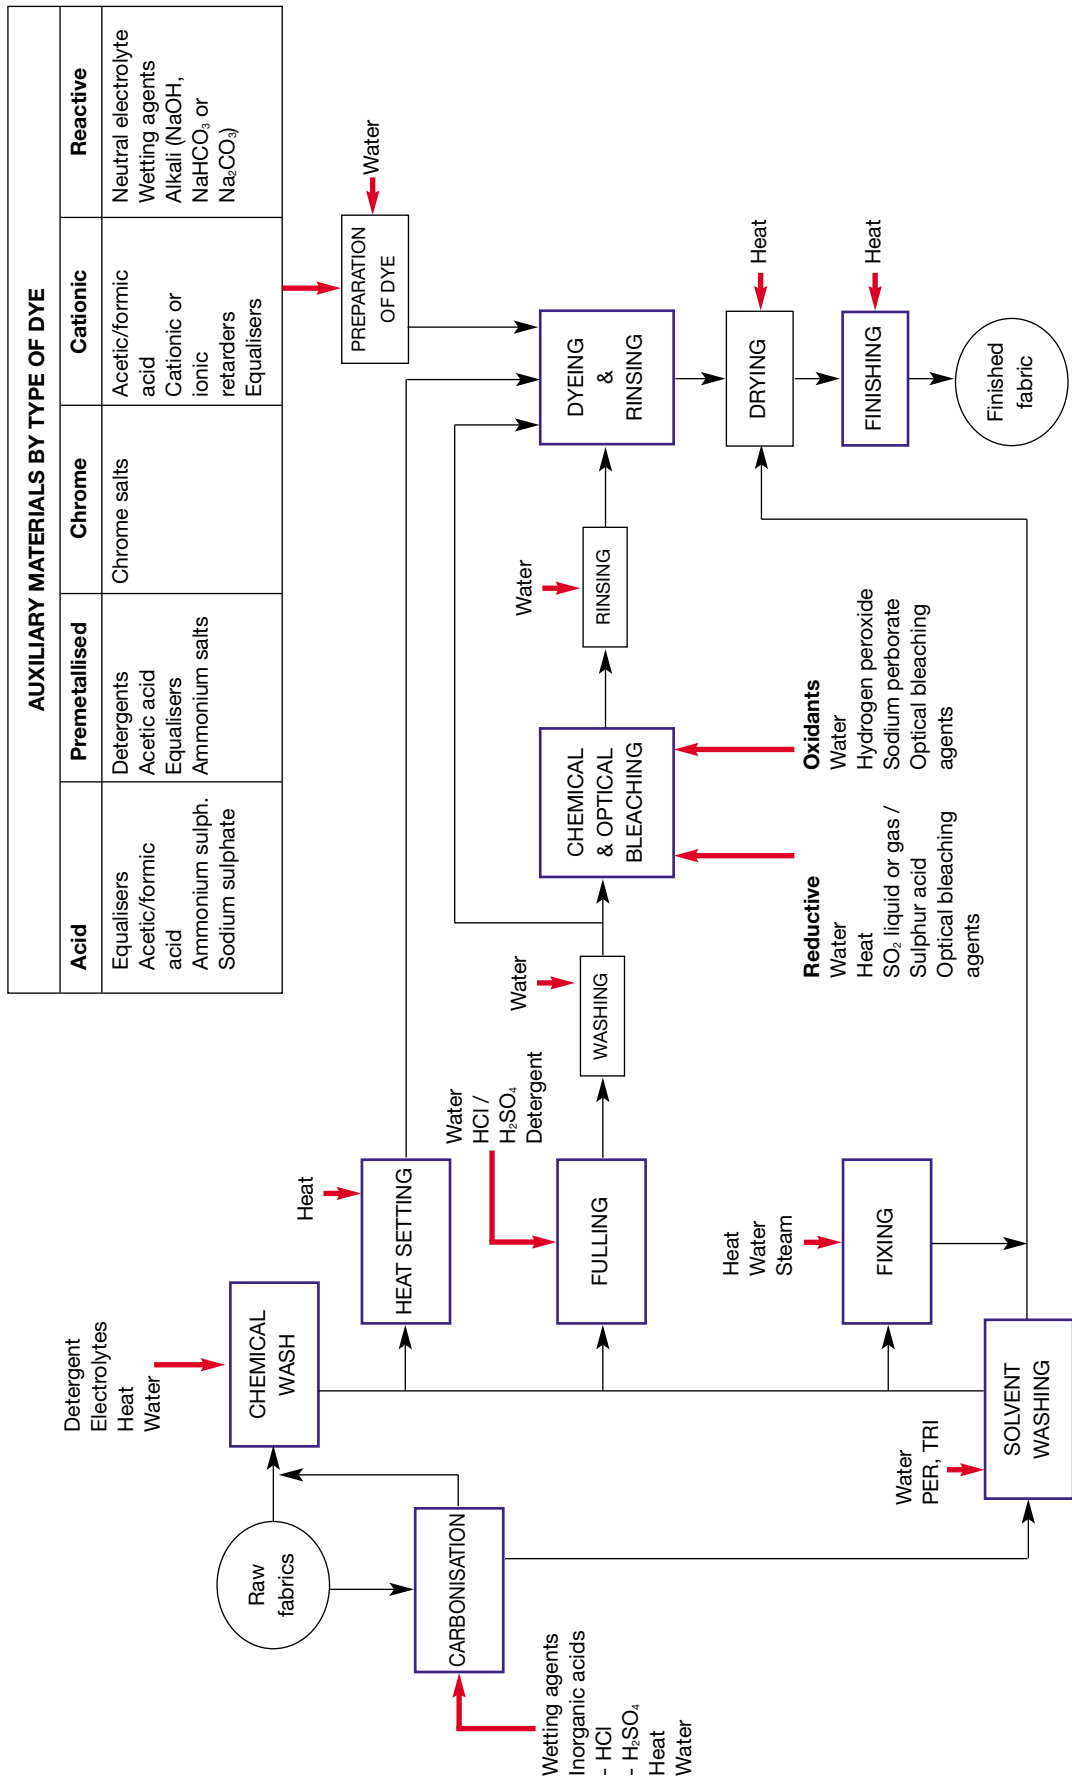 AUXILIARY MATERIALS BY TYPE OF DYE
Acid
Premetallised
Chrome
Cationic
Reactive
Equalisers
Acetic/formic
acid
Ammonium sulph.
Sodium sulphate
Detergents
Acetic acid
Equalisers
Ammonium salts
Chrome salts
Acetic/formic
acid
Cationic or
ionic
retarders
Equalisers
Neutral electrolyte
Wetting agents
Alkali (NaOH,
NaHCO₃ or
Na₂CO₃)
Detergent
Electrolytes
Heat
Water
Raw
fabrics
CHEMICAL
WASH
Wetting agents
Inorganic acids
- HCl
- H₂SO₄
Heat
Water
CARBONISATION
Heat
HEAT SETTING
Water
HCl /
H₂SO₄
Detergent
FULLING
Water
WASHING
CHEMICAL
& OPTICAL
BLEACHING
Water
RINSING
PREPARATION
OF DYE
Water
DYEING
&
RINSING
Reductive
Water
Heat
SO₂ liquid or gas /
Sulphur acid
Optical bleaching
agents
Oxidants
Water
Hydrogen peroxide
Sodium perborate
Optical bleaching
agents
Heat
Water
Steam
FIXING
Water
PER, TRI
SOLVENT
WASHING
DRYING
Heat
FINISHING
Heat
Finished
fabric